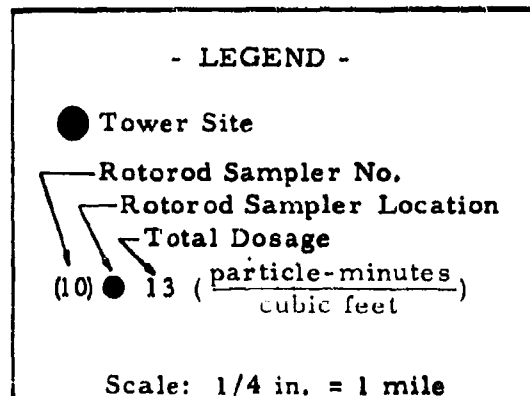 - LEGEND -
Tower Site
Rotorod Sampler No.
Rotorod Sampler Location
Total Dosage
(10) 13 (particle-minutes
cubic feet)
Scale: 1/4 in. = 1 mile